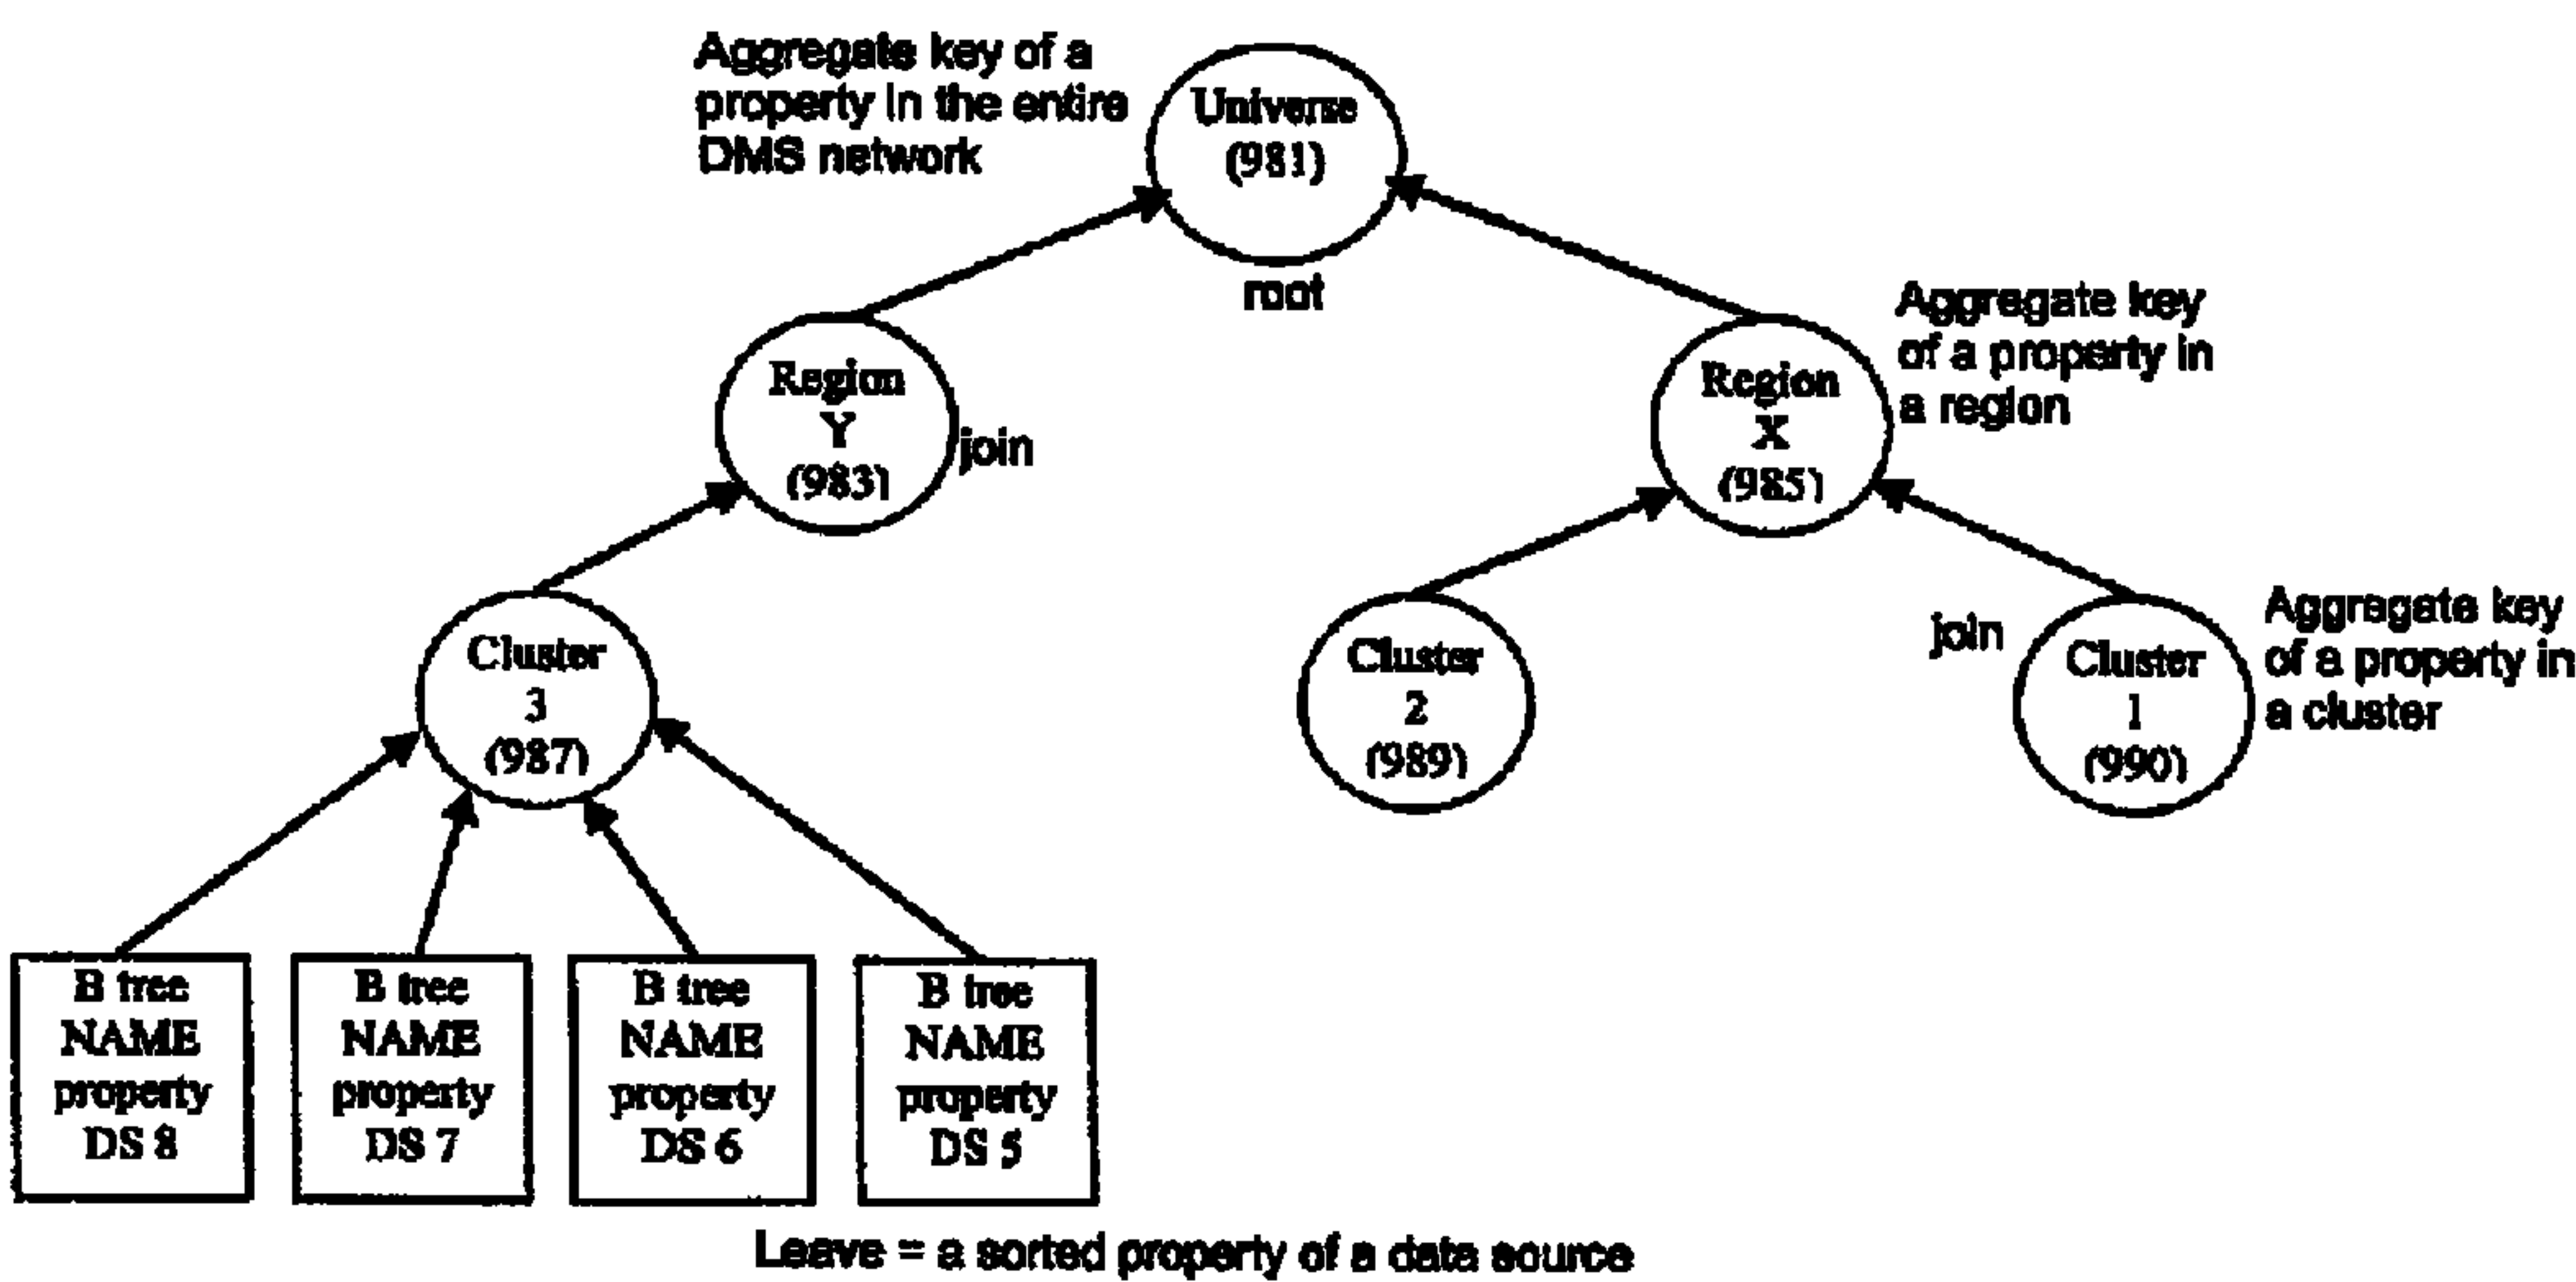 Aggregate key of a
property in the entire
DMS network
Universe
(981)
root
Region
Y
(983)
join
Region
X
(985)
Aggregate key
of a property in
a region
Cluster
3
(987)
Cluster
2
(989)
join
Cluster
1
(990)
Aggregate key
of a property in
a cluster
B tree
NAME
property
DS 8
B tree
NAME
property
DS 7
B tree
NAME
property
DS 6
B tree
NAME
property
DS 5
Leave = a sorted property of a data source